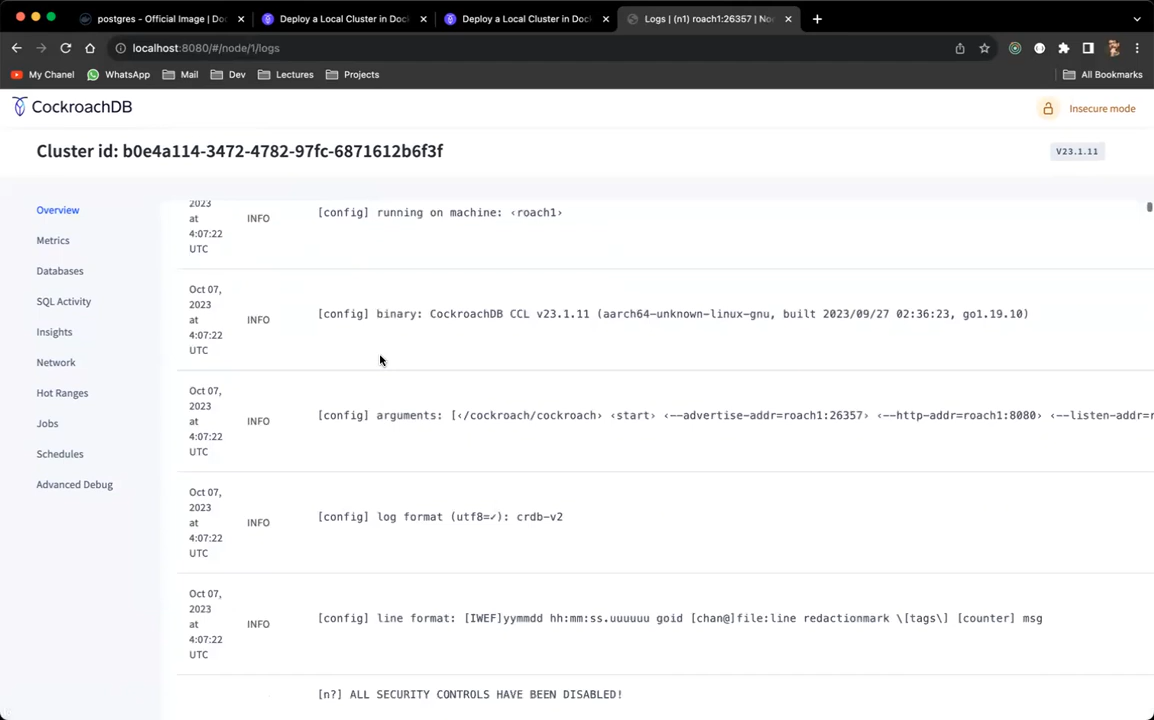 postgres - Official Image | Do
Deploy a Local Cluster in Doc
Deploy a Local Cluster in Doc
Logs | (n1) roach1:26357 | No
localhost:8080/#/node/1/logs
My Chanel
WhatsApp
Mail
Dev
Lectures
Projects
All Bookmarks
CockroachDB
Insecure mode
Cluster id: b0e4a114-3472-4782-97fc-6871612b6f3f
V23.1.11
Overview
Metrics
Databases
SQL Activity
Insights
Network
Hot Ranges
Jobs
Schedules
Advanced Debug
2023
at
4:07:22
UTC
INFO
[config] running on machine: ‹roach1›
Oct 07,
2023
at
4:07:22
UTC
INFO
[config] binary: CockroachDB CCL v23.1.11 (aarch64-unknown-linux-gnu, built 2023/09/27 02:36:23, go1.19.10)
Oct 07,
2023
at
4:07:22
UTC
INFO
[config] arguments: [‹/cockroach/cockroach› ‹start› ‹--advertise-addr=roach1:26357› ‹--http-addr=roach1:8080› ‹--listen-addr=r
Oct 07,
2023
at
4:07:22
UTC
INFO
[config] log format (utf8=✓): crdb-v2
Oct 07,
2023
at
4:07:22
UTC
INFO
[config] line format: [IWEF]yymmdd hh:mm:ss.uuuuuu goid [chan@]file:line redactionmark \[tags\] [counter] msg
[n?] ALL SECURITY CONTROLS HAVE BEEN DISABLED!